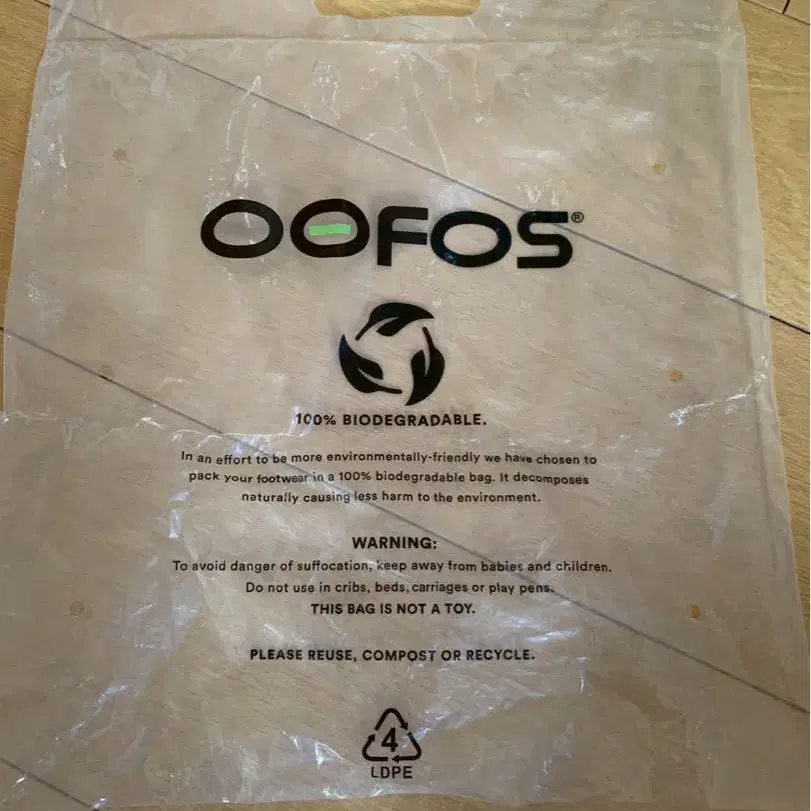 OOFOS®
100% BIODEGRADABLE.
In an effort to be more environmentally-friendly we have chosen to
pack your footwear in a 100% biodegradable bag. It decomposes
naturally causing less harm to the environment.
WARNING:
To avoid danger of suffocation, keep away from babies and children.
Do not use in cribs, beds, carriages or play pens.
THIS BAG IS NOT A TOY.
PLEASE REUSE, COMPOST OR RECYCLE.
4
LDPE